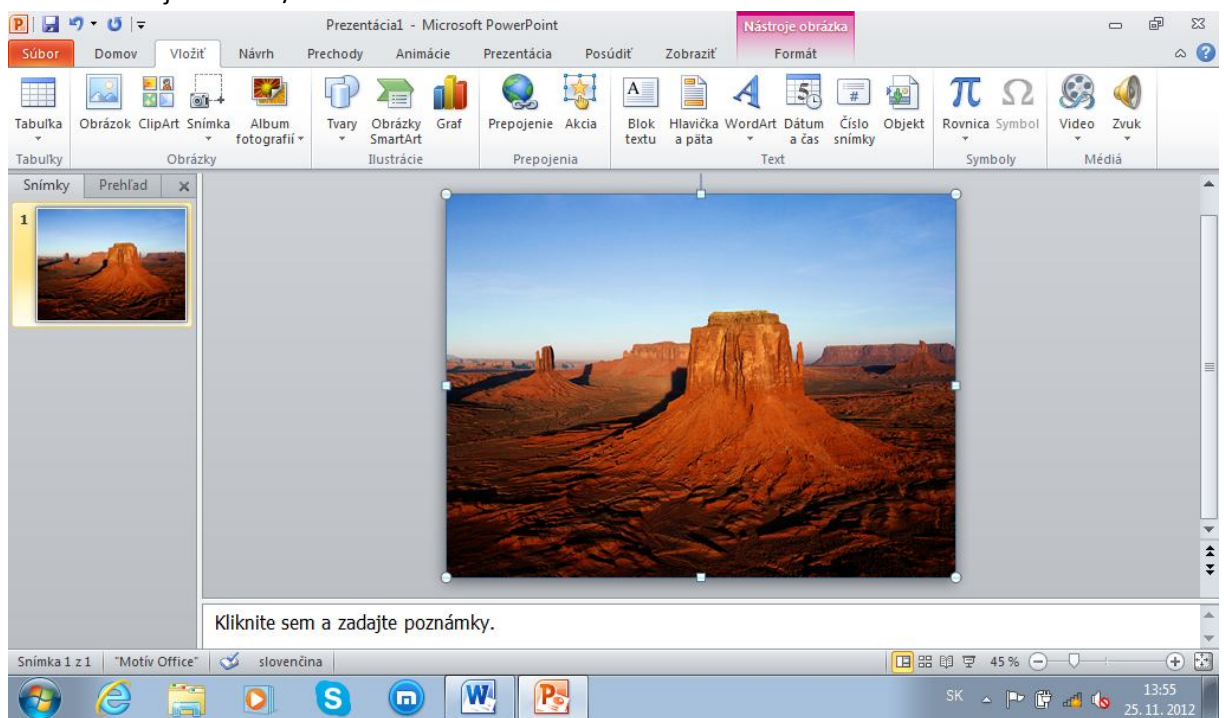 Prezentácia1 - Microsoft PowerPoint
Nástroje obrázka
Súbor Domov Vložiť Návrh Prechody Animácie Prezentácia Posúdiť Zobraziť Formát
Tabuľka Obrázok ClipArt Snímka Album fotografií Tvary Obrázky SmartArt Graf Prepojenie Akcia Blok textu Hlavička a päta WordArt Dátum a čas Číslo snímky Objekt Rovnica Symbol Video Zvuk
Tabuľky Obrázky Ilustrácie Prepojenia Text Symboly Médiá
Snímky Prehľad
1
Kliknite sem a zadajte poznámky.
Snímka 1 z 1 "Motív Office" slovenčina 45 %
SK 13:55
25. 11. 2012